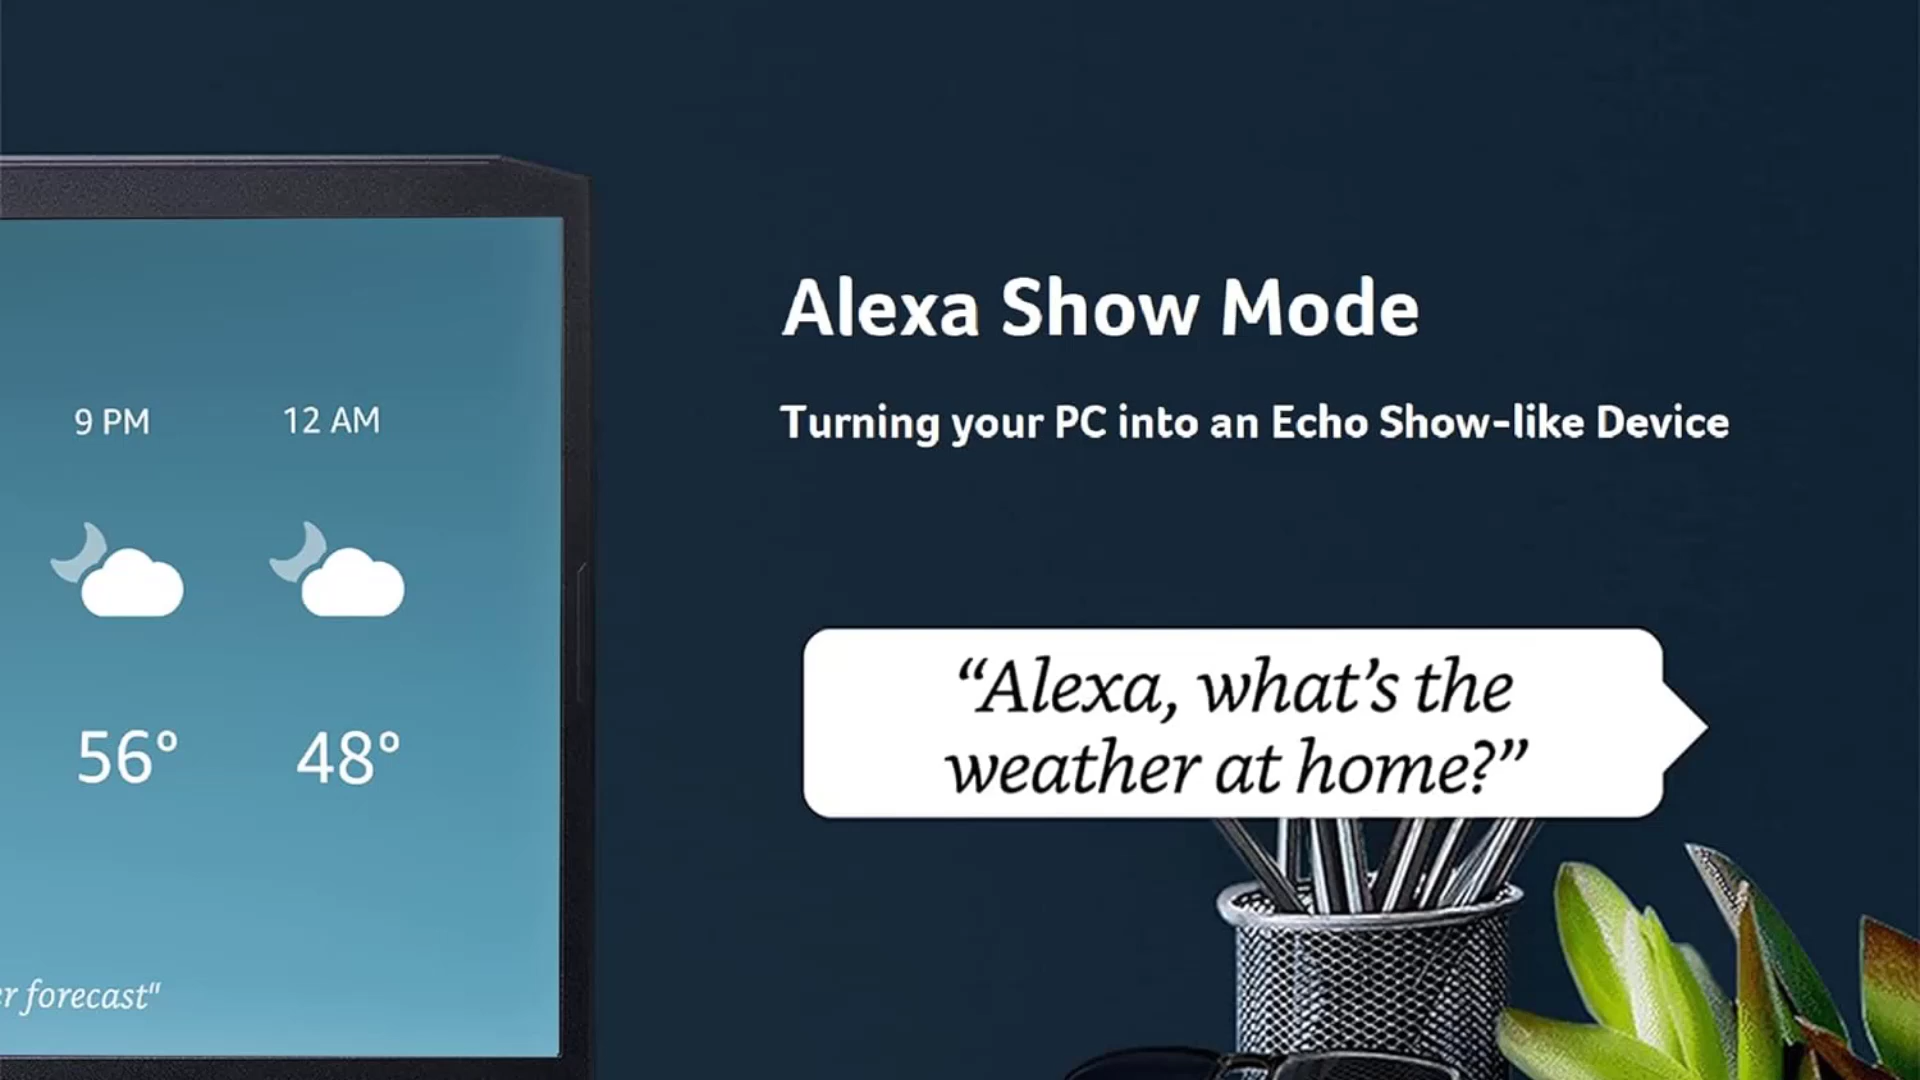 9 PM 12 AM
56° 48°
er forecast"
Alexa Show Mode
Turning your PC into an Echo Show-like Device
“Alexa, what’s the
weather at home?”